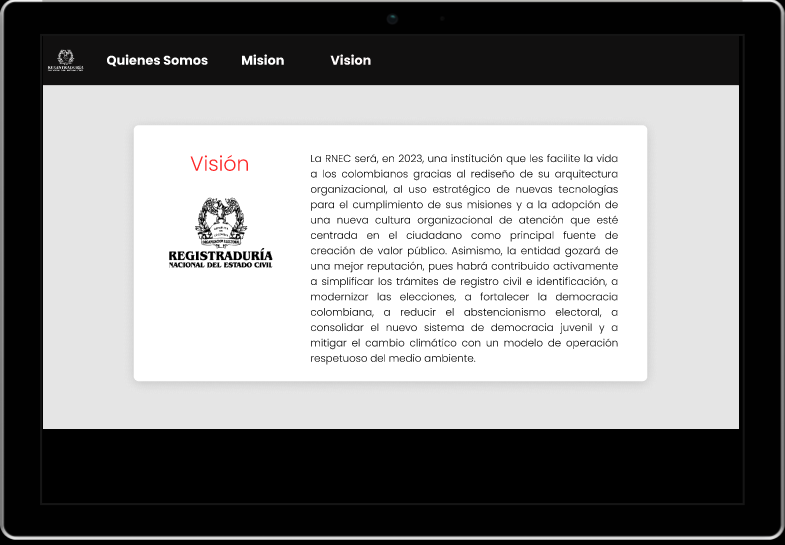 REGISTRADURÍA
Quienes Somos
Mision
Vision
Visión
REGISTRADURÍA
NACIONAL DEL ESTADO CIVIL
La RNEC será, en 2023, una institución que les facilite la vida
a los colombianos gracias al rediseño de su arquitectura
organizacional, al uso estratégico de nuevas tecnologías
para el cumplimiento de sus misiones y a la adopción de
una nueva cultura organizacional de atención que esté
centrada en el ciudadano como principal fuente de
creación de valor público. Asimismo, la entidad gozará de
una mejor reputación, pues habrá contribuido activamente
a simplificar los trámites de registro civil e identificación, a
modernizar las elecciones, a fortalecer la democracia
colombiana, a reducir el abstencionismo electoral, a
consolidar el nuevo sistema de democracia juvenil y a
mitigar el cambio climático con un modelo de operación
respetuoso del medio ambiente.